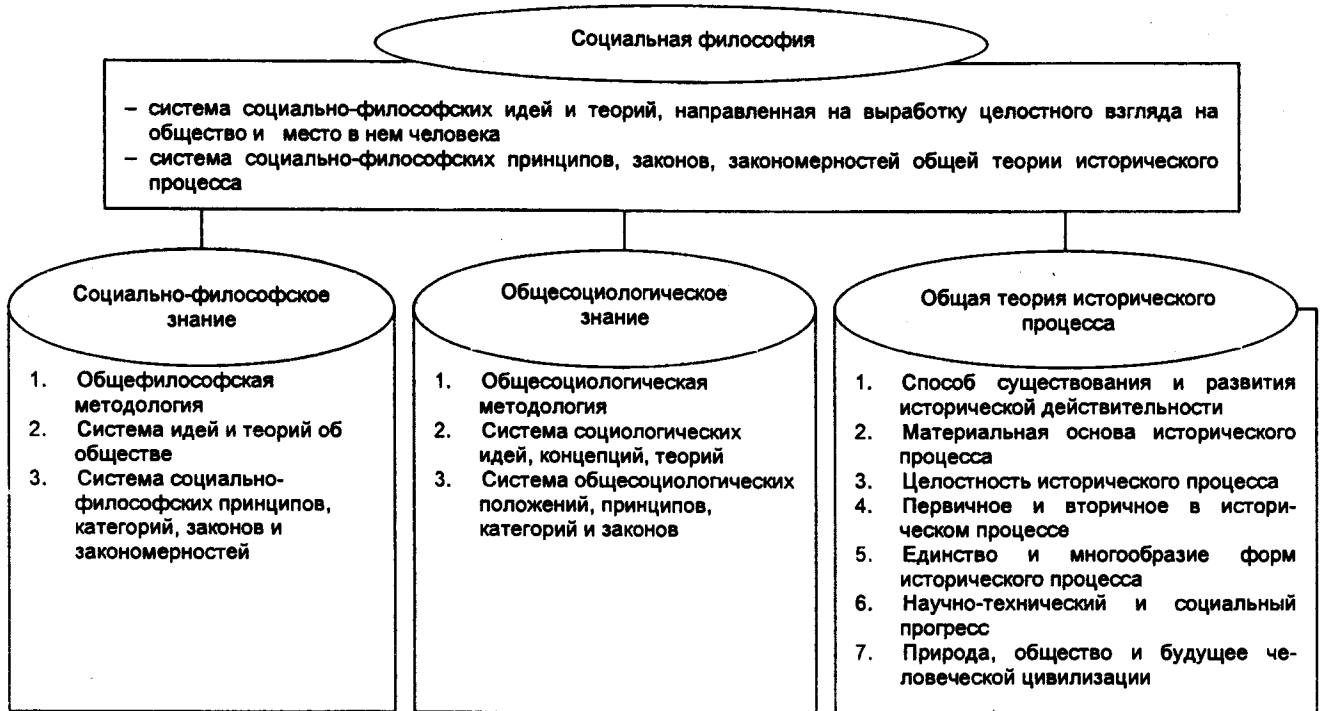 Социальная философия
– система социально-философских идей и теорий, направленная на выработку целостного взгляда на
общество и место в нем человека
– система социально-философских принципов, законов, закономерностей общей теории исторического
процесса
Социально-философское
знание
1. Общефилософская
методология
2. Система идей и теорий об
обществе
3. Система социально-
философских принципов,
категорий, законов и
закономерностей
Общесоциологическое
знание
1. Общесоциологическая
методология
2. Система социологических
идей, концепций, теорий
3. Система общесоциологических
положений, принципов,
категорий и законов
Общая теория исторического
процесса
1. Способ существования и развития
исторической действительности
2. Материальная основа исторического
процесса
3. Целостность исторического процесса
4. Первичное и вторичное в истори-
ческом процессе
5. Единство и многообразие форм
исторического процесса
6. Научно-технический и социальный
прогресс
7. Природа, общество и будущее че-
ловеческой цивилизации